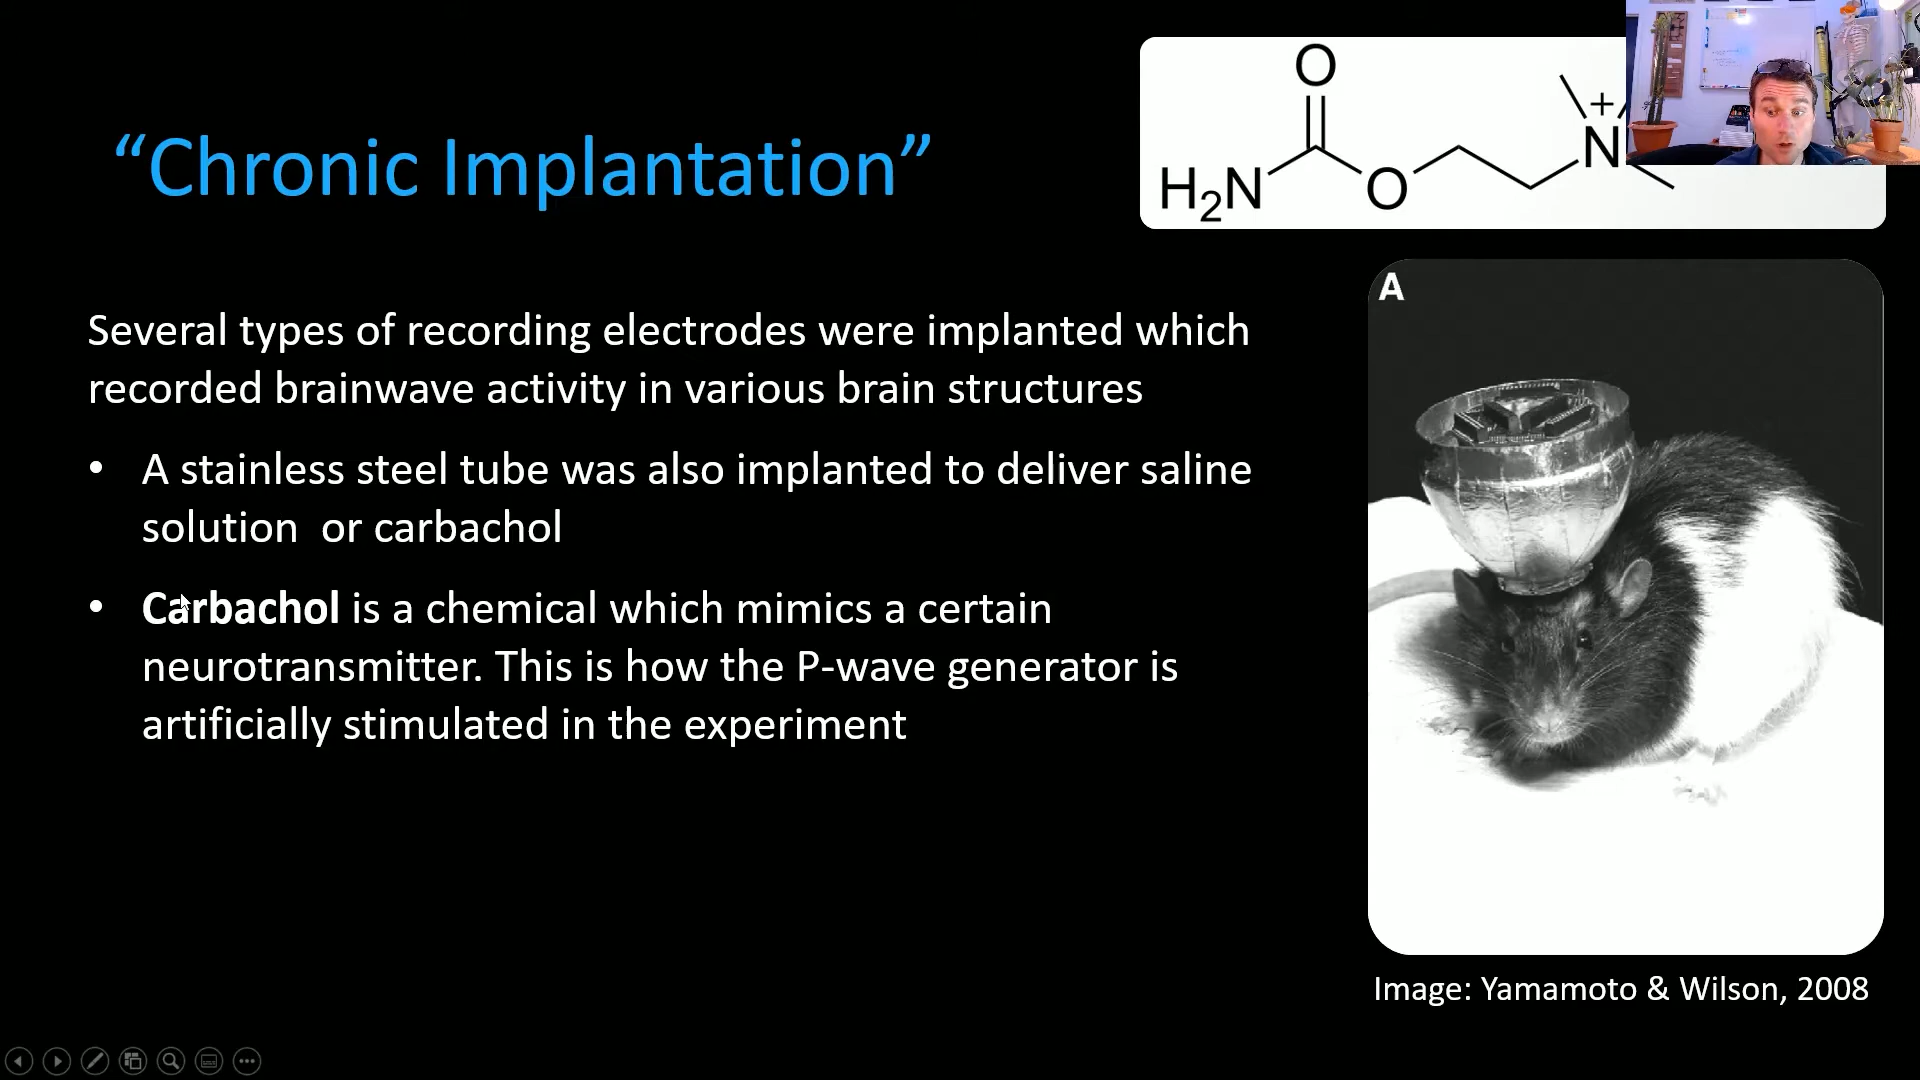 “Chronic Implantation”
O
H2N
O
N
+
Several types of recording electrodes were implanted which
recorded brainwave activity in various brain structures
• A stainless steel tube was also implanted to deliver saline
solution  or carbachol
• Carbachol is a chemical which mimics a certain
neurotransmitter. This is how the P-wave generator is
artificially stimulated in the experiment
A
Image: Yamamoto & Wilson, 2008